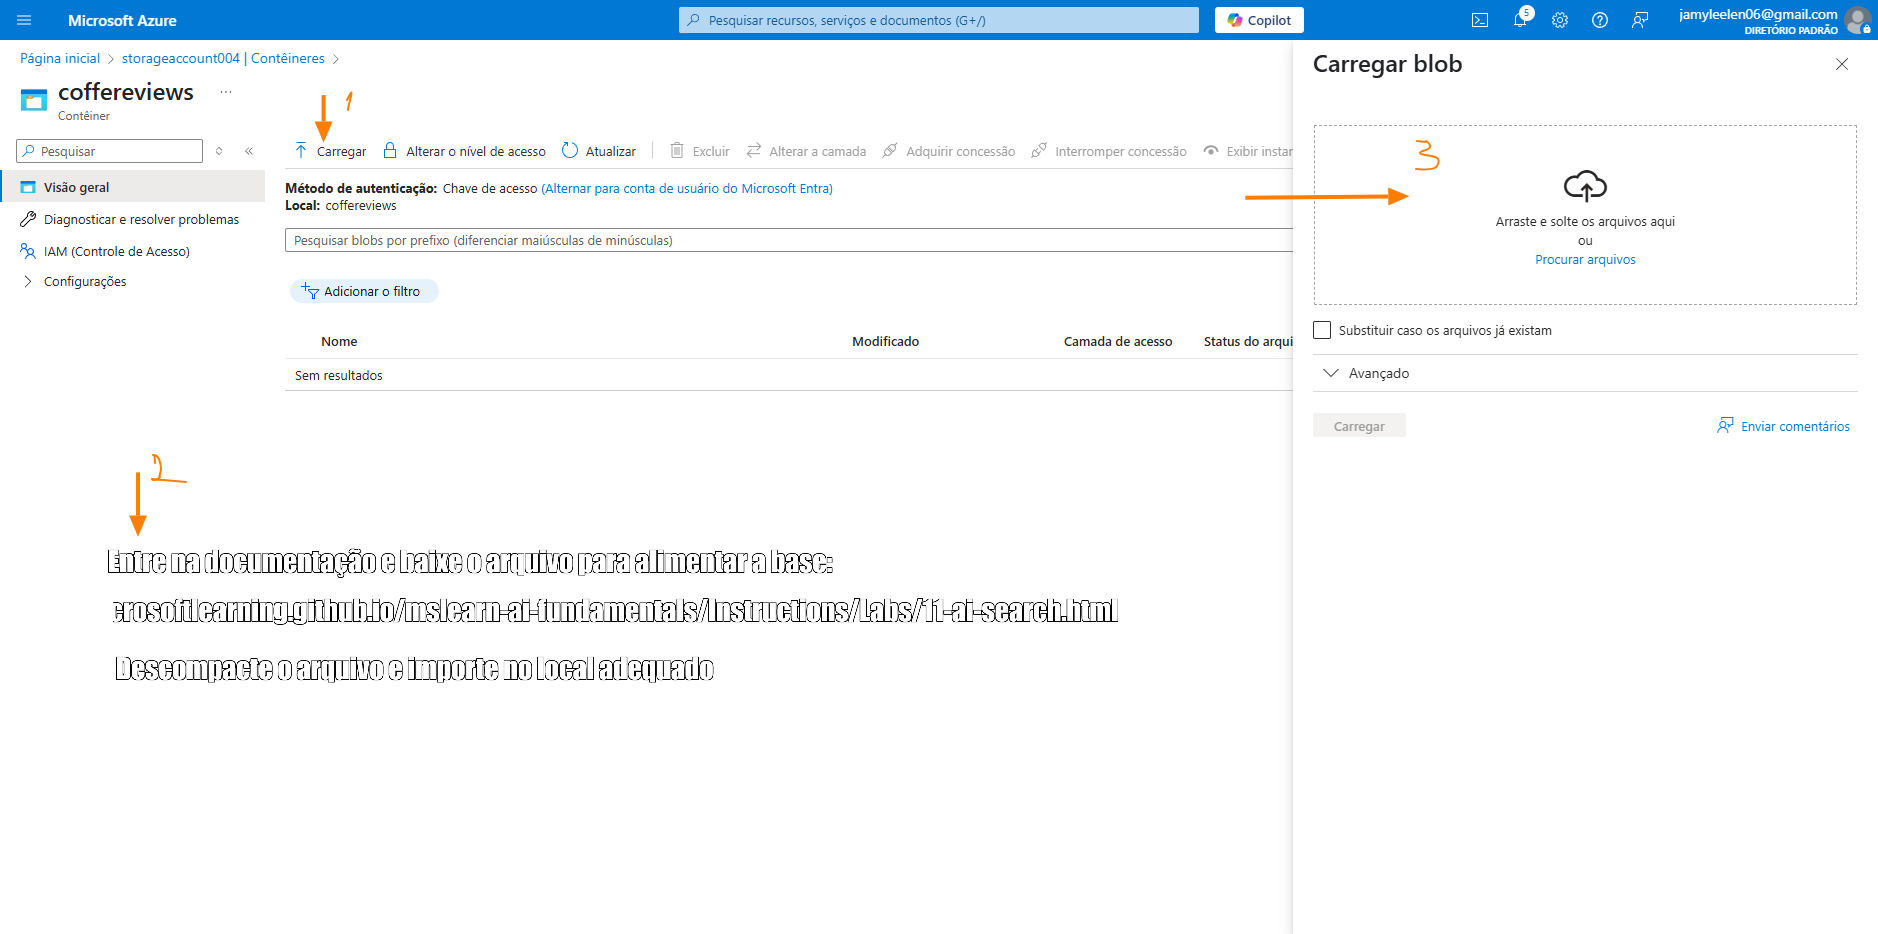 Microsoft Azure
Pesquisar recursos, serviços e documentos (G+/)
Copilot
5
jamyleelen06@gmail.com
DIRETÓRIO PADRÃO
Página inicial > storageaccount004 | Contêineres >
coffereviews ...
Contêiner
Pesquisar
Visão geral
Diagnosticar e resolver problemas
IAM (Controle de Acesso)
Configurações
1
Carregar
Alterar o nível de acesso
Atualizar
Excluir
Alterar a camada
Adquirir concessão
Interromper concessão
Exibir instar
Método de autenticação: Chave de acesso (Alternar para conta de usuário do Microsoft Entra)
Local: coffereviews
Pesquisar blobs por prefixo (diferenciar maiúsculas de minúsculas)
Adicionar o filtro
Nome Modificado Camada de acesso Status do arqui
Sem resultados
2
Entre na documentação e baixe o arquivo para alimentar a base:
crosoftlearning.github.io/mslearn-ai-fundamentals/Instructions/Labs/11-ai-search.html
Descompacte o arquivo e importe no local adequado
Carregar blob
3
Arraste e solte os arquivos aqui
ou
Procurar arquivos
Substituir caso os arquivos já existam
Avançado
Carregar
Enviar comentários